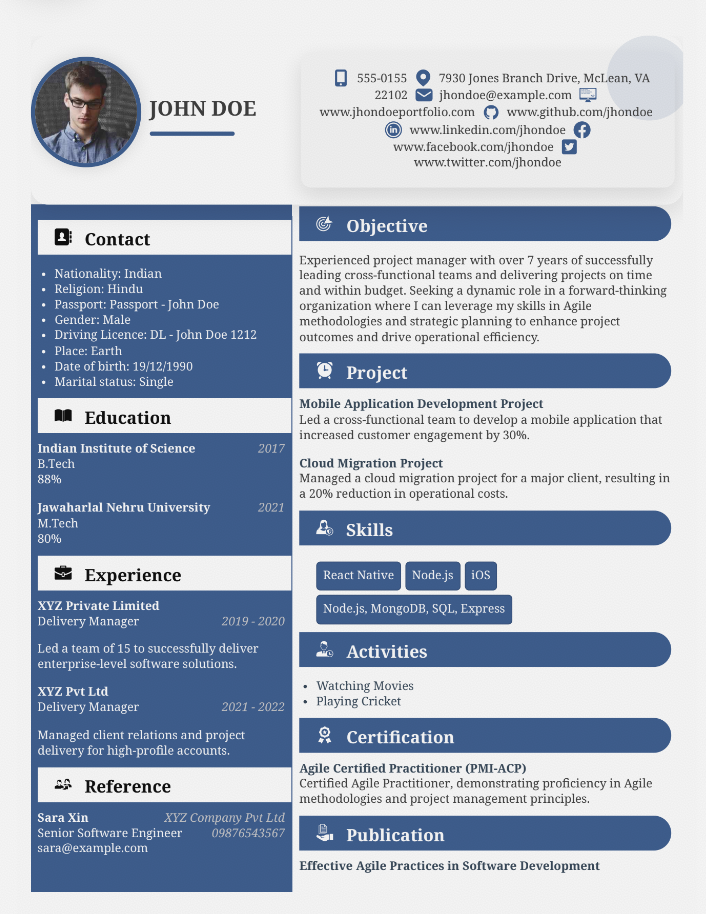 JOHN DOE
555-0155 7930 Jones Branch Drive, McLean, VA
22102 jhondoe@example.com
www.jhondoeportfolio.com www.github.com/jhondoe
www.linkedin.com/jhondoe
www.facebook.com/jhondoe
www.twitter.com/jhondoe
Contact
• Nationality: Indian
• Religion: Hindu
• Passport: Passport - John Doe
• Gender: Male
• Driving Licence: DL - John Doe 1212
• Place: Earth
• Date of birth: 19/12/1990
• Marital status: Single
Education
Indian Institute of Science 2017
B.Tech
88%
Jawaharlal Nehru University 2021
M.Tech
80%
Experience
XYZ Private Limited
Delivery Manager 2019 - 2020
Led a team of 15 to successfully deliver
enterprise-level software solutions.
XYZ Pvt Ltd
Delivery Manager 2021 - 2022
Managed client relations and project
delivery for high-profile accounts.
Reference
Sara Xin XYZ Company Pvt Ltd
Senior Software Engineer 09876543567
sara@example.com
Objective
Experienced project manager with over 7 years of successfully
leading cross-functional teams and delivering projects on time
and within budget. Seeking a dynamic role in a forward-thinking
organization where I can leverage my skills in Agile
methodologies and strategic planning to enhance project
outcomes and drive operational efficiency.
Project
Mobile Application Development Project
Led a cross-functional team to develop a mobile application that
increased customer engagement by 30%.
Cloud Migration Project
Managed a cloud migration project for a major client, resulting in
a 20% reduction in operational costs.
Skills
React Native Node.js iOS
Node.js, MongoDB, SQL, Express
Activities
• Watching Movies
• Playing Cricket
Certification
Agile Certified Practitioner (PMI-ACP)
Certified Agile Practitioner, demonstrating proficiency in Agile
methodologies and project management principles.
Publication
Effective Agile Practices in Software Development